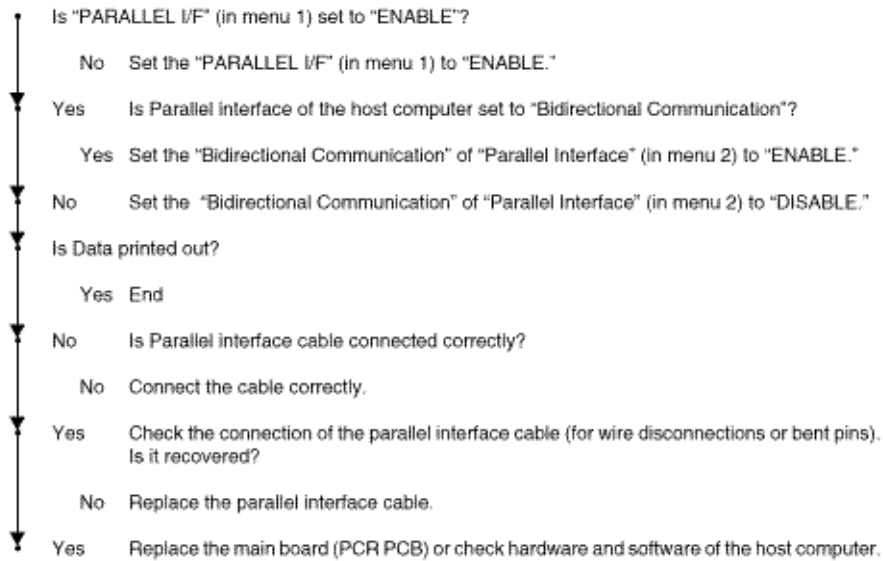 Is “PARALLEL I/F” (in menu 1) set to “ENABLE”?
No Set the “PARALLEL I/F” (in menu 1) to “ENABLE.”
Yes Is Parallel interface of the host computer set to “Bidirectional Communication”?
Yes Set the “Bidirectional Communication” of “Parallel Interface” (in menu 2) to “ENABLE.”
No Set the “Bidirectional Communication” of “Parallel Interface” (in menu 2) to “DISABLE.”
Is Data printed out?
Yes End
No Is Parallel interface cable connected correctly?
No Connect the cable correctly.
Yes Check the connection of the parallel interface cable (for wire disconnections or bent pins).
Is it recovered?
No Replace the parallel interface cable.
Yes Replace the main board (PCR PCB) or check hardware and software of the host computer.